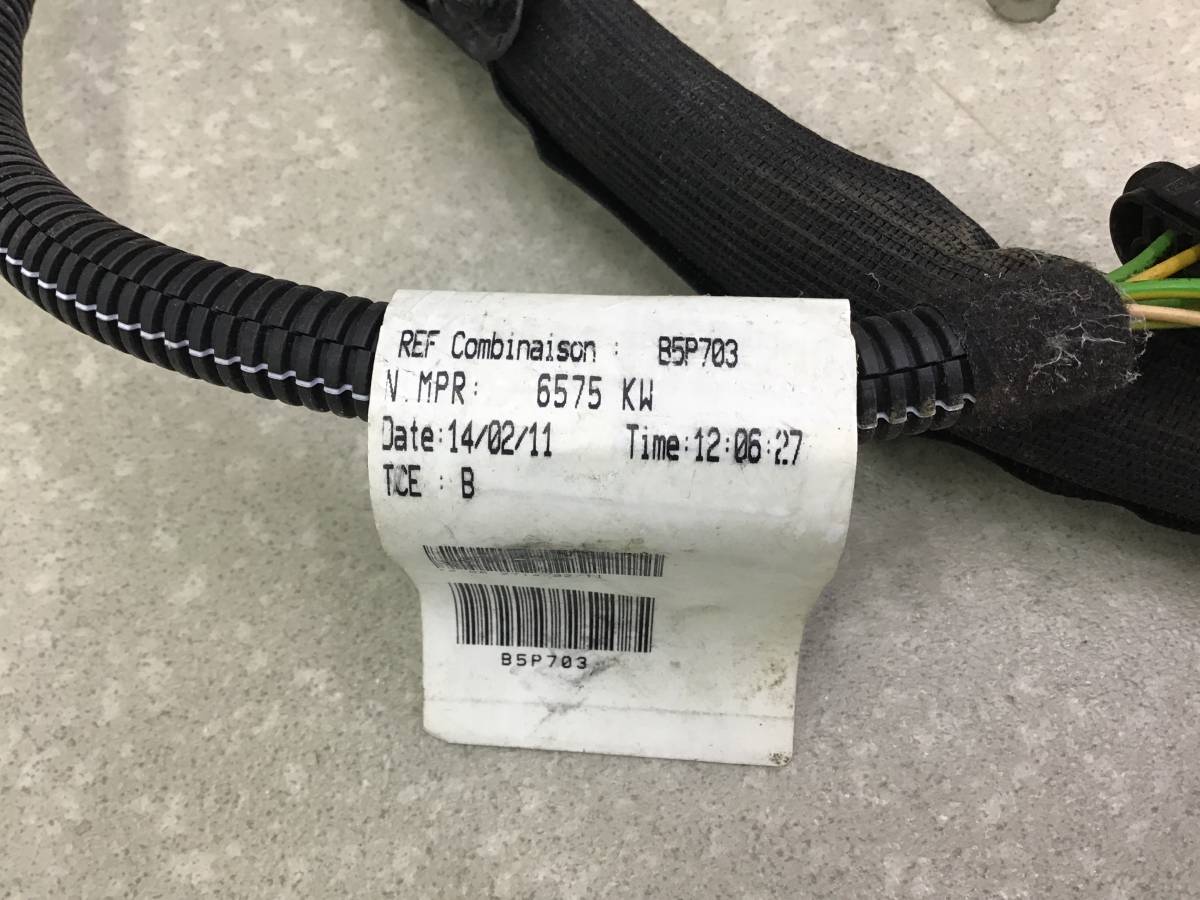 REF Combinaison : B5P703
N.MPR: 6575 KW
Date:14/02/11 Time:12:06:27
TCE : B
B5P703